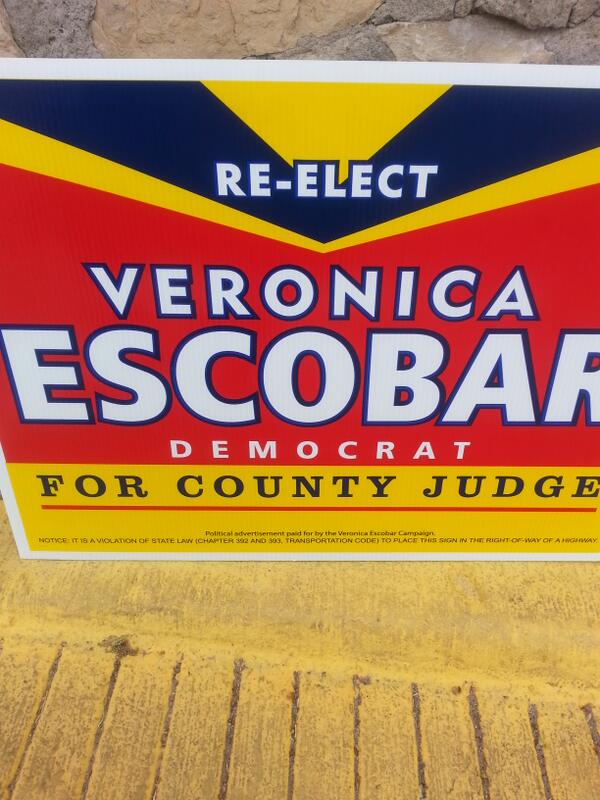 RE-ELECT
VERONICA
ESCOBAR
DEMOCRAT
FOR COUNTY JUDGE
Political advertisement paid for by the Veronica Escobar Campaign.
NOTICE: IT IS A VIOLATION OF STATE LAW (CHAPTER 392 AND 393, TRANSPORTATION CODE) TO PLACE THIS SIGN IN THE RIGHT-OF-WAY OF A HIGHWAY.